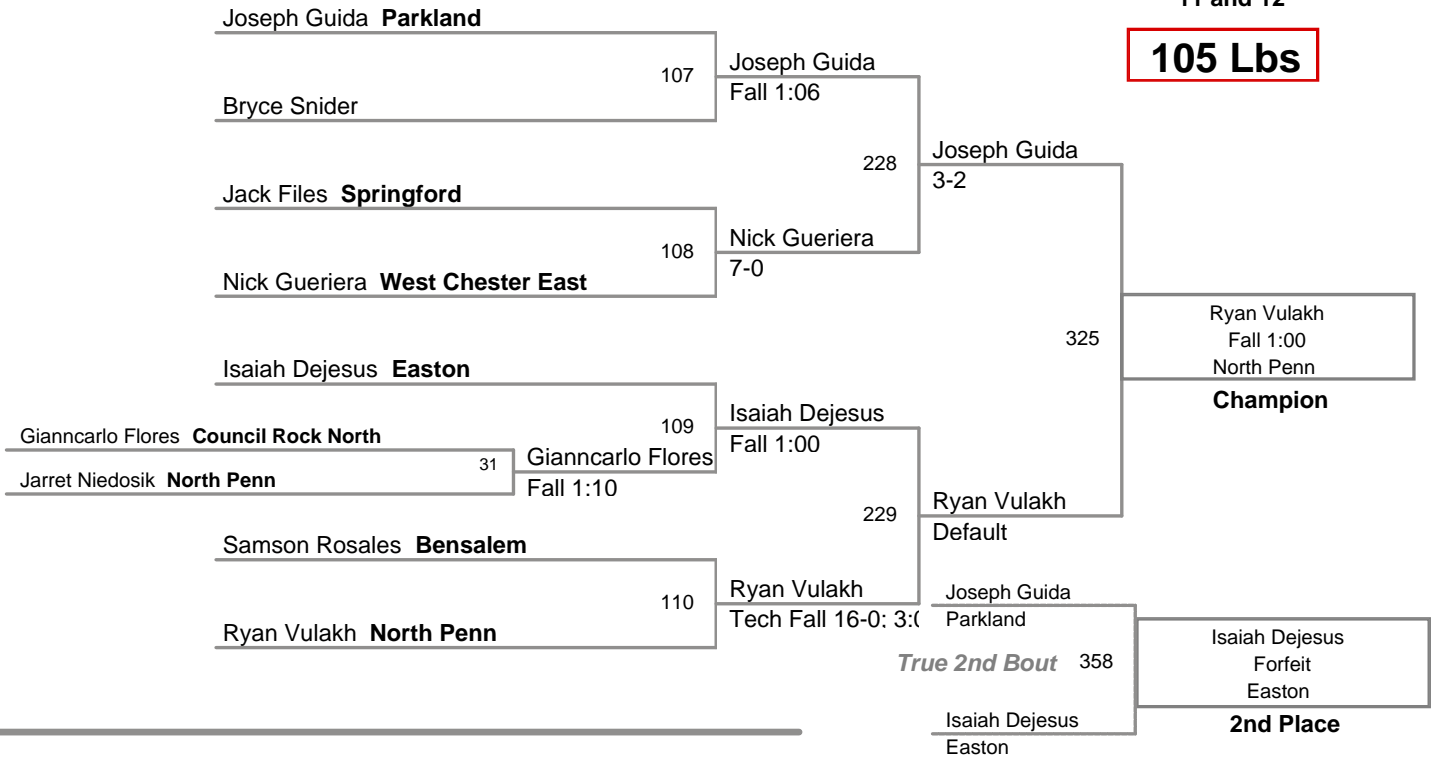 11 and 12
105 Lbs
Joseph Guida Parkland
107
Bryce Snider
Joseph Guida
Fall 1:06
228
Jack Files Springford
108
Nick Gueriera West Chester East
Nick Gueriera
7-0
Joseph Guida
3-2
325
Isaiah Dejesus Easton
109
Gianncarlo Flores Council Rock North
31
Jarret Niedosik North Penn
Gianncarlo Flores
Fall 1:10
Isaiah Dejesus
Fall 1:00
229
Samson Rosales Bensalem
110
Ryan Vulakh North Penn
Ryan Vulakh
Tech Fall 16-0; 3:0
Ryan Vulakh
Default
Ryan Vulakh
Fall 1:00
North Penn
Champion
Joseph Guida
Parkland
True 2nd Bout 358
Isaiah Dejesus
Easton
Isaiah Dejesus
Forfeit
Easton
2nd Place